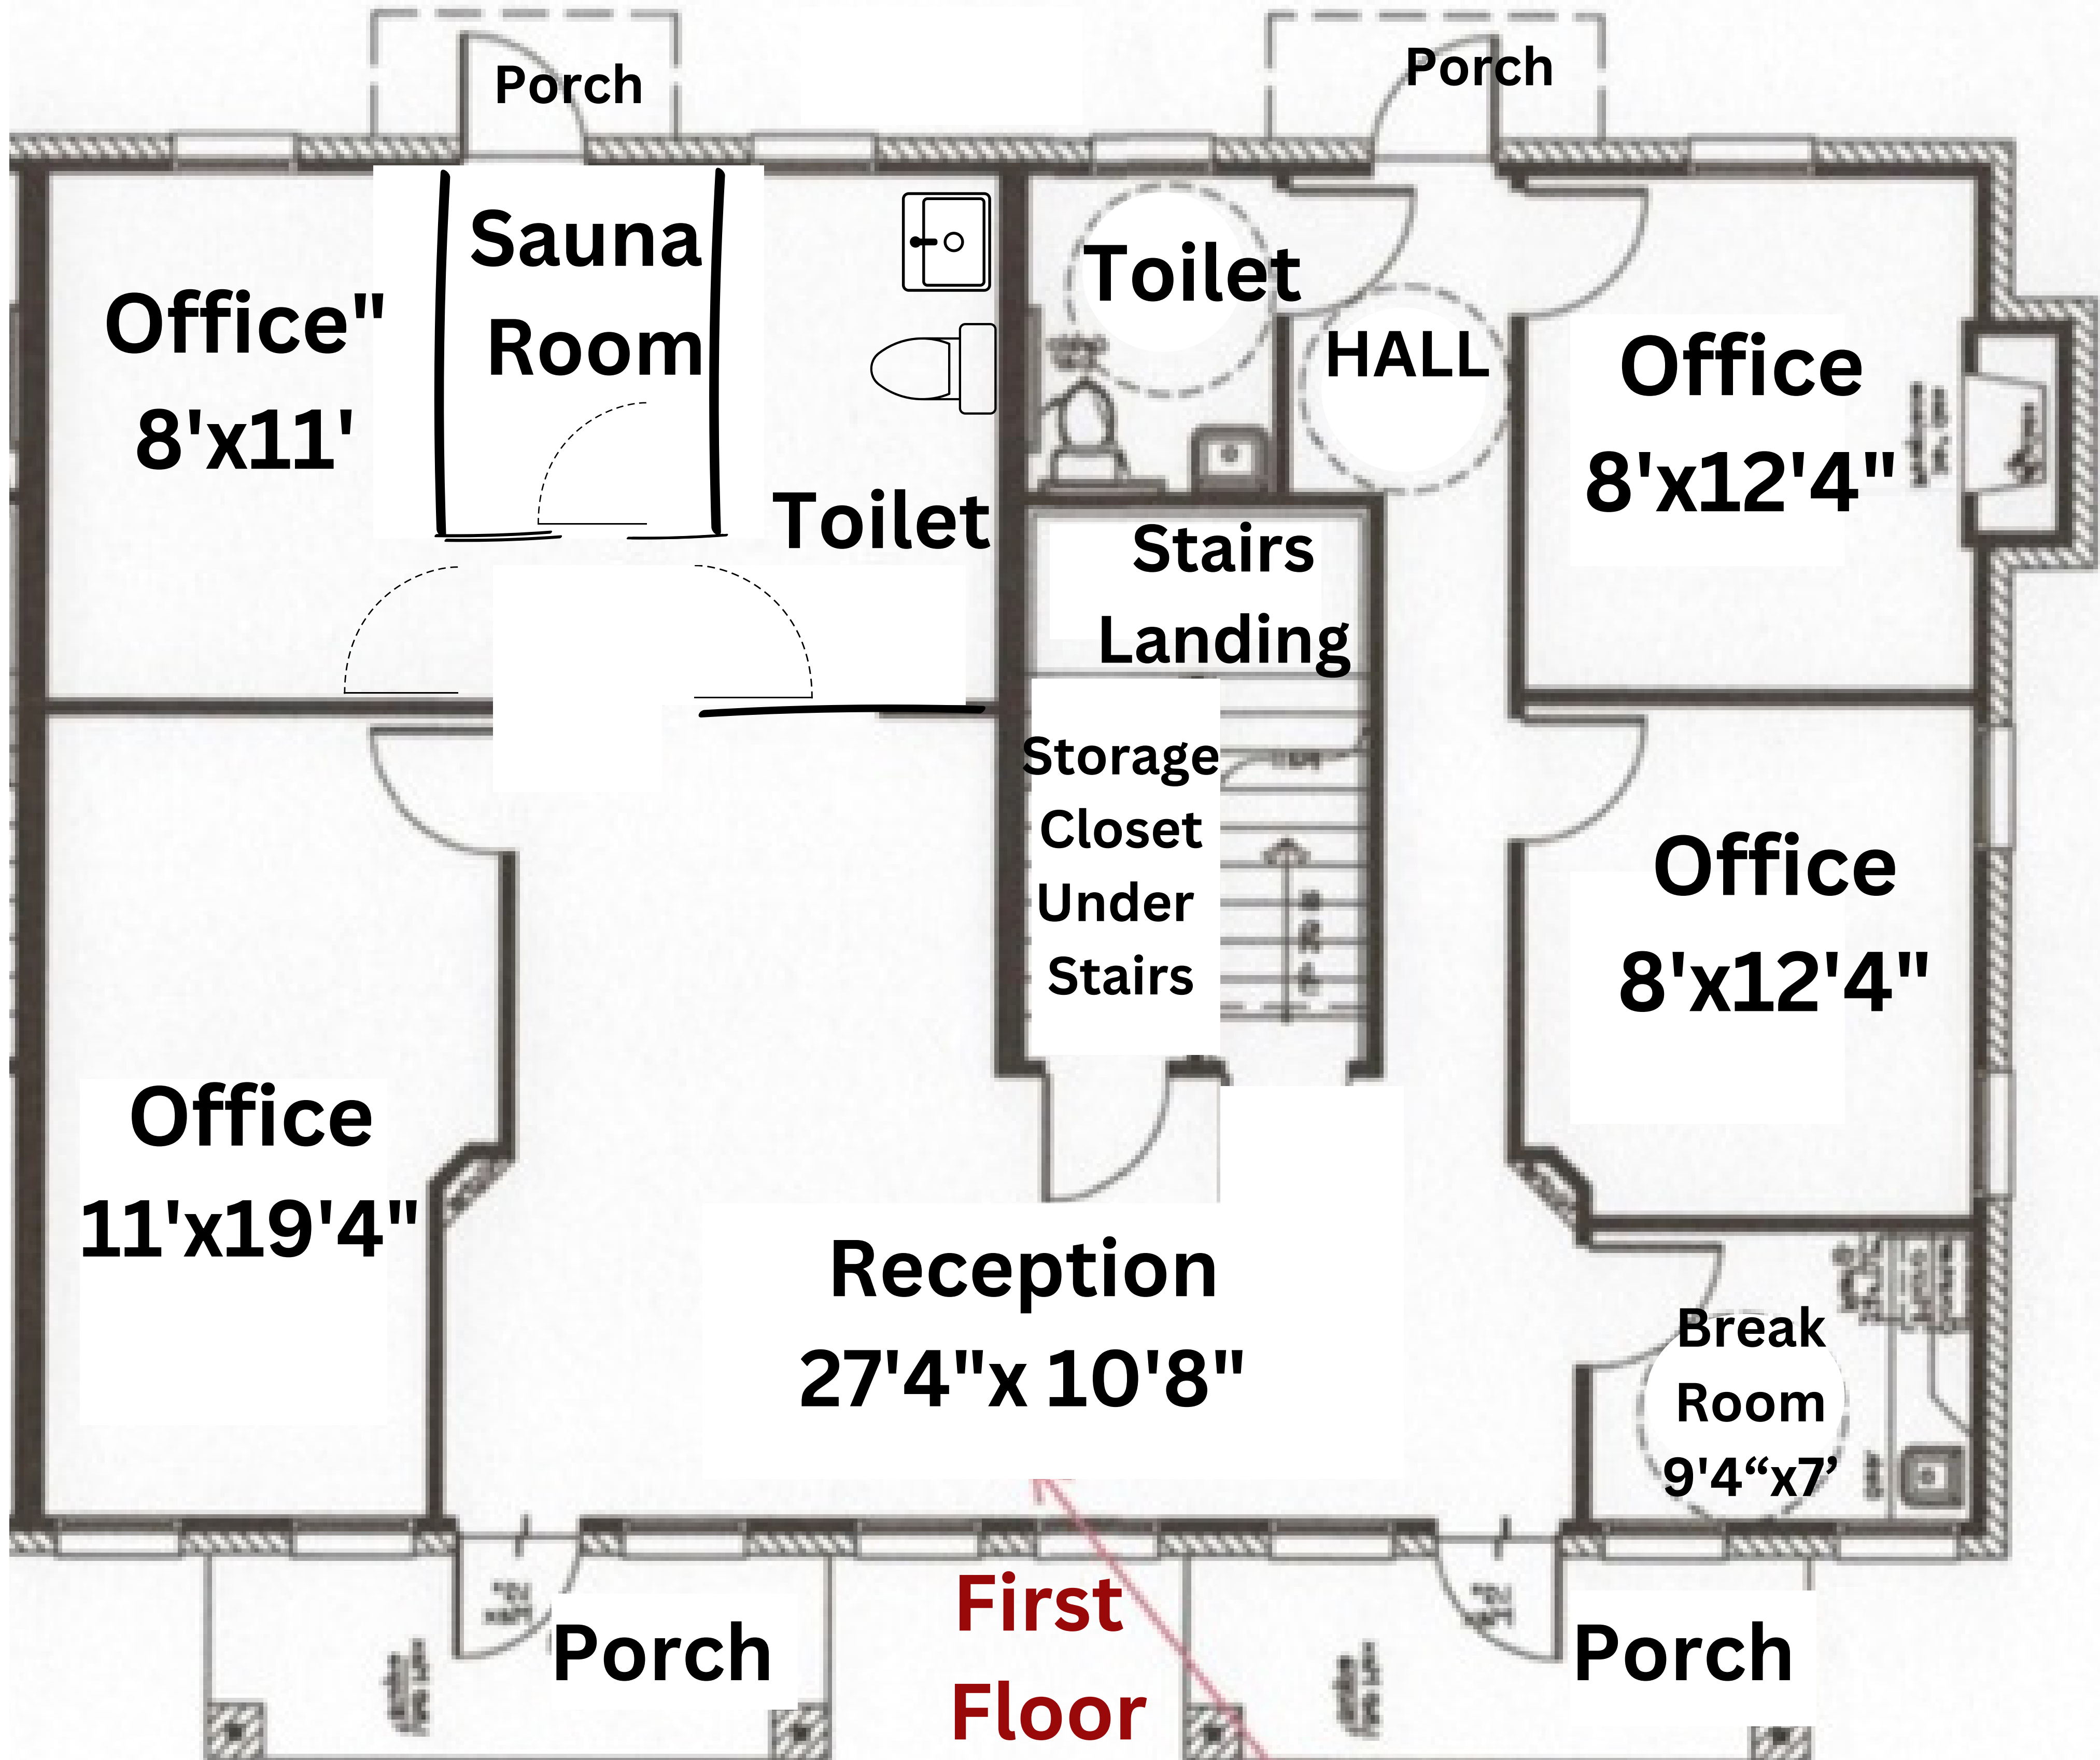 Porch
Porch
Office"
8'x11'
Sauna
Room
Toilet
Toilet
HALL
Office
8'x12'4"
Stairs
Landing
Storage
Closet
Under
Stairs
Office
8'x12'4"
Office
11'x19'4"
Reception
27'4"x 10'8"
Break
Room
9'4“x7’
First
Floor
Porch
Porch